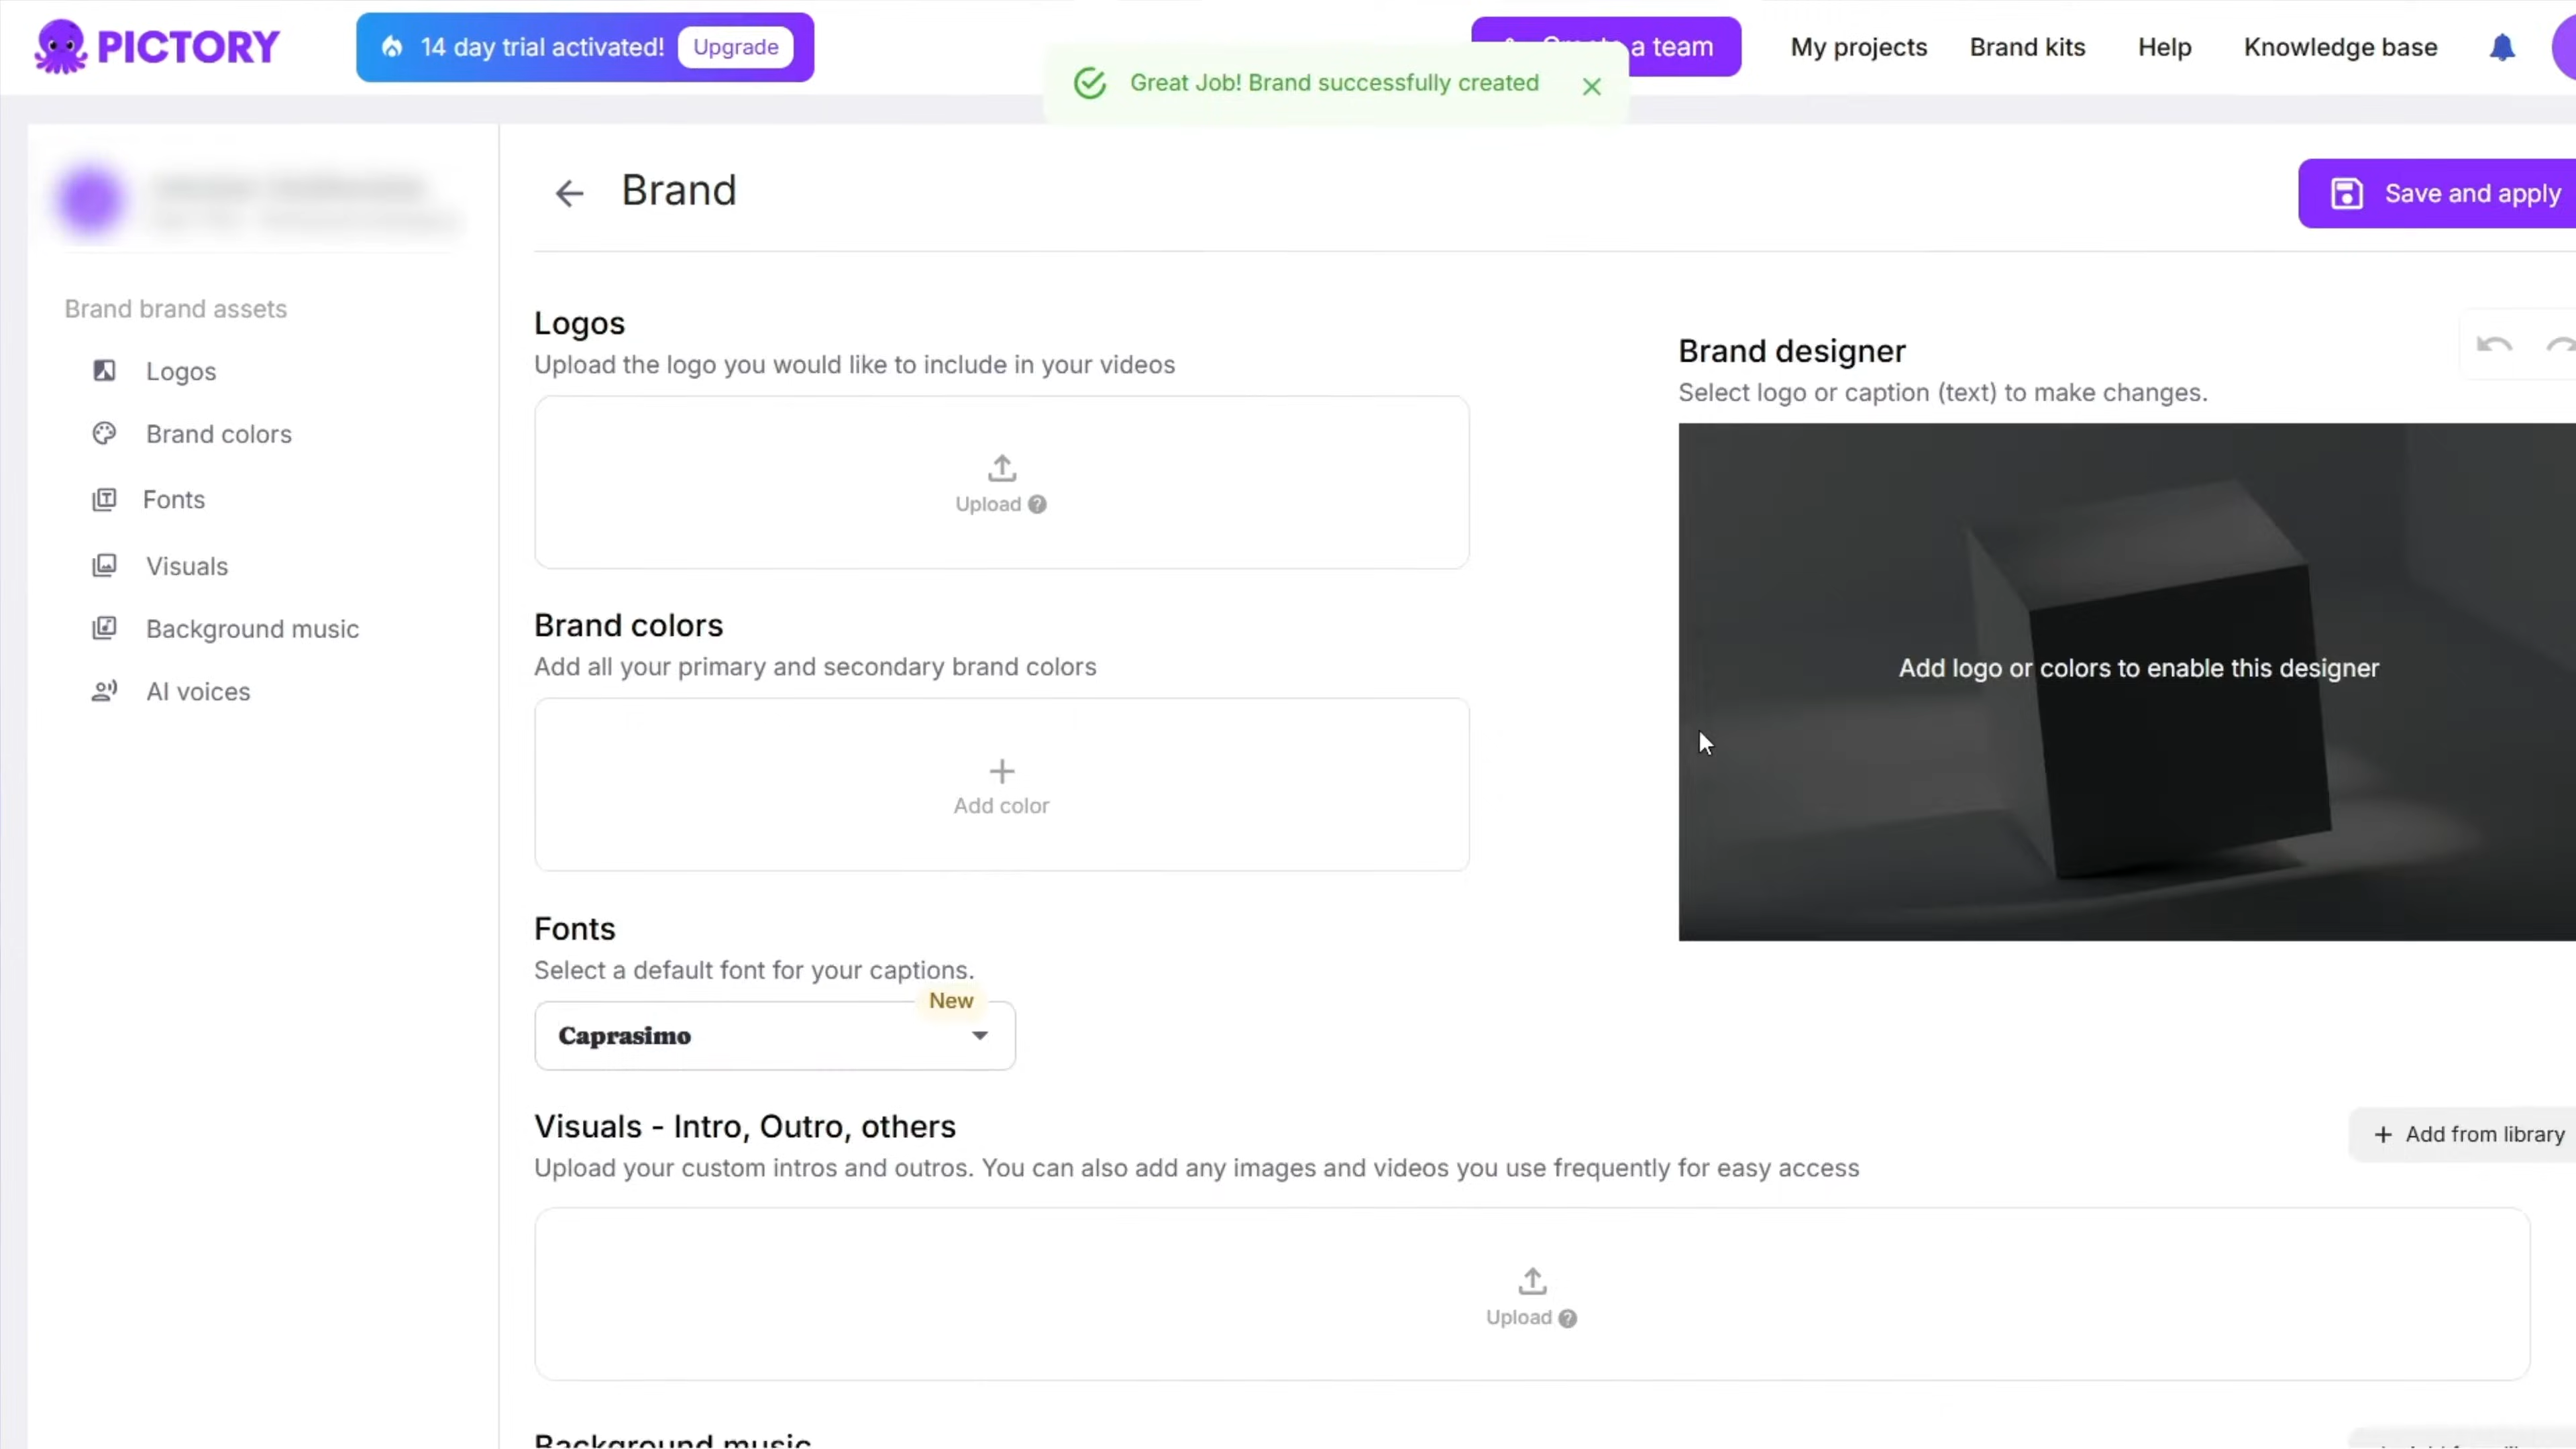 PICTORY
14 day trial activated!
Upgrade
a team
My projects
Brand kits
Help
Knowledge base
Great Job! Brand successfully created
Brand
Save and apply
Brand brand assets
Logos
Brand colors
Fonts
Visuals
Background music
AI voices
Logos
Upload the logo you would like to include in your videos
Upload
Brand designer
Select logo or caption (text) to make changes.
Add logo or colors to enable this designer
Brand colors
Add all your primary and secondary brand colors
Add color
Fonts
Select a default font for your captions.
New
Caprasimo
Visuals - Intro, Outro, others
Upload your custom intros and outros. You can also add any images and videos you use frequently for easy access
Add from library
Upload
Background music